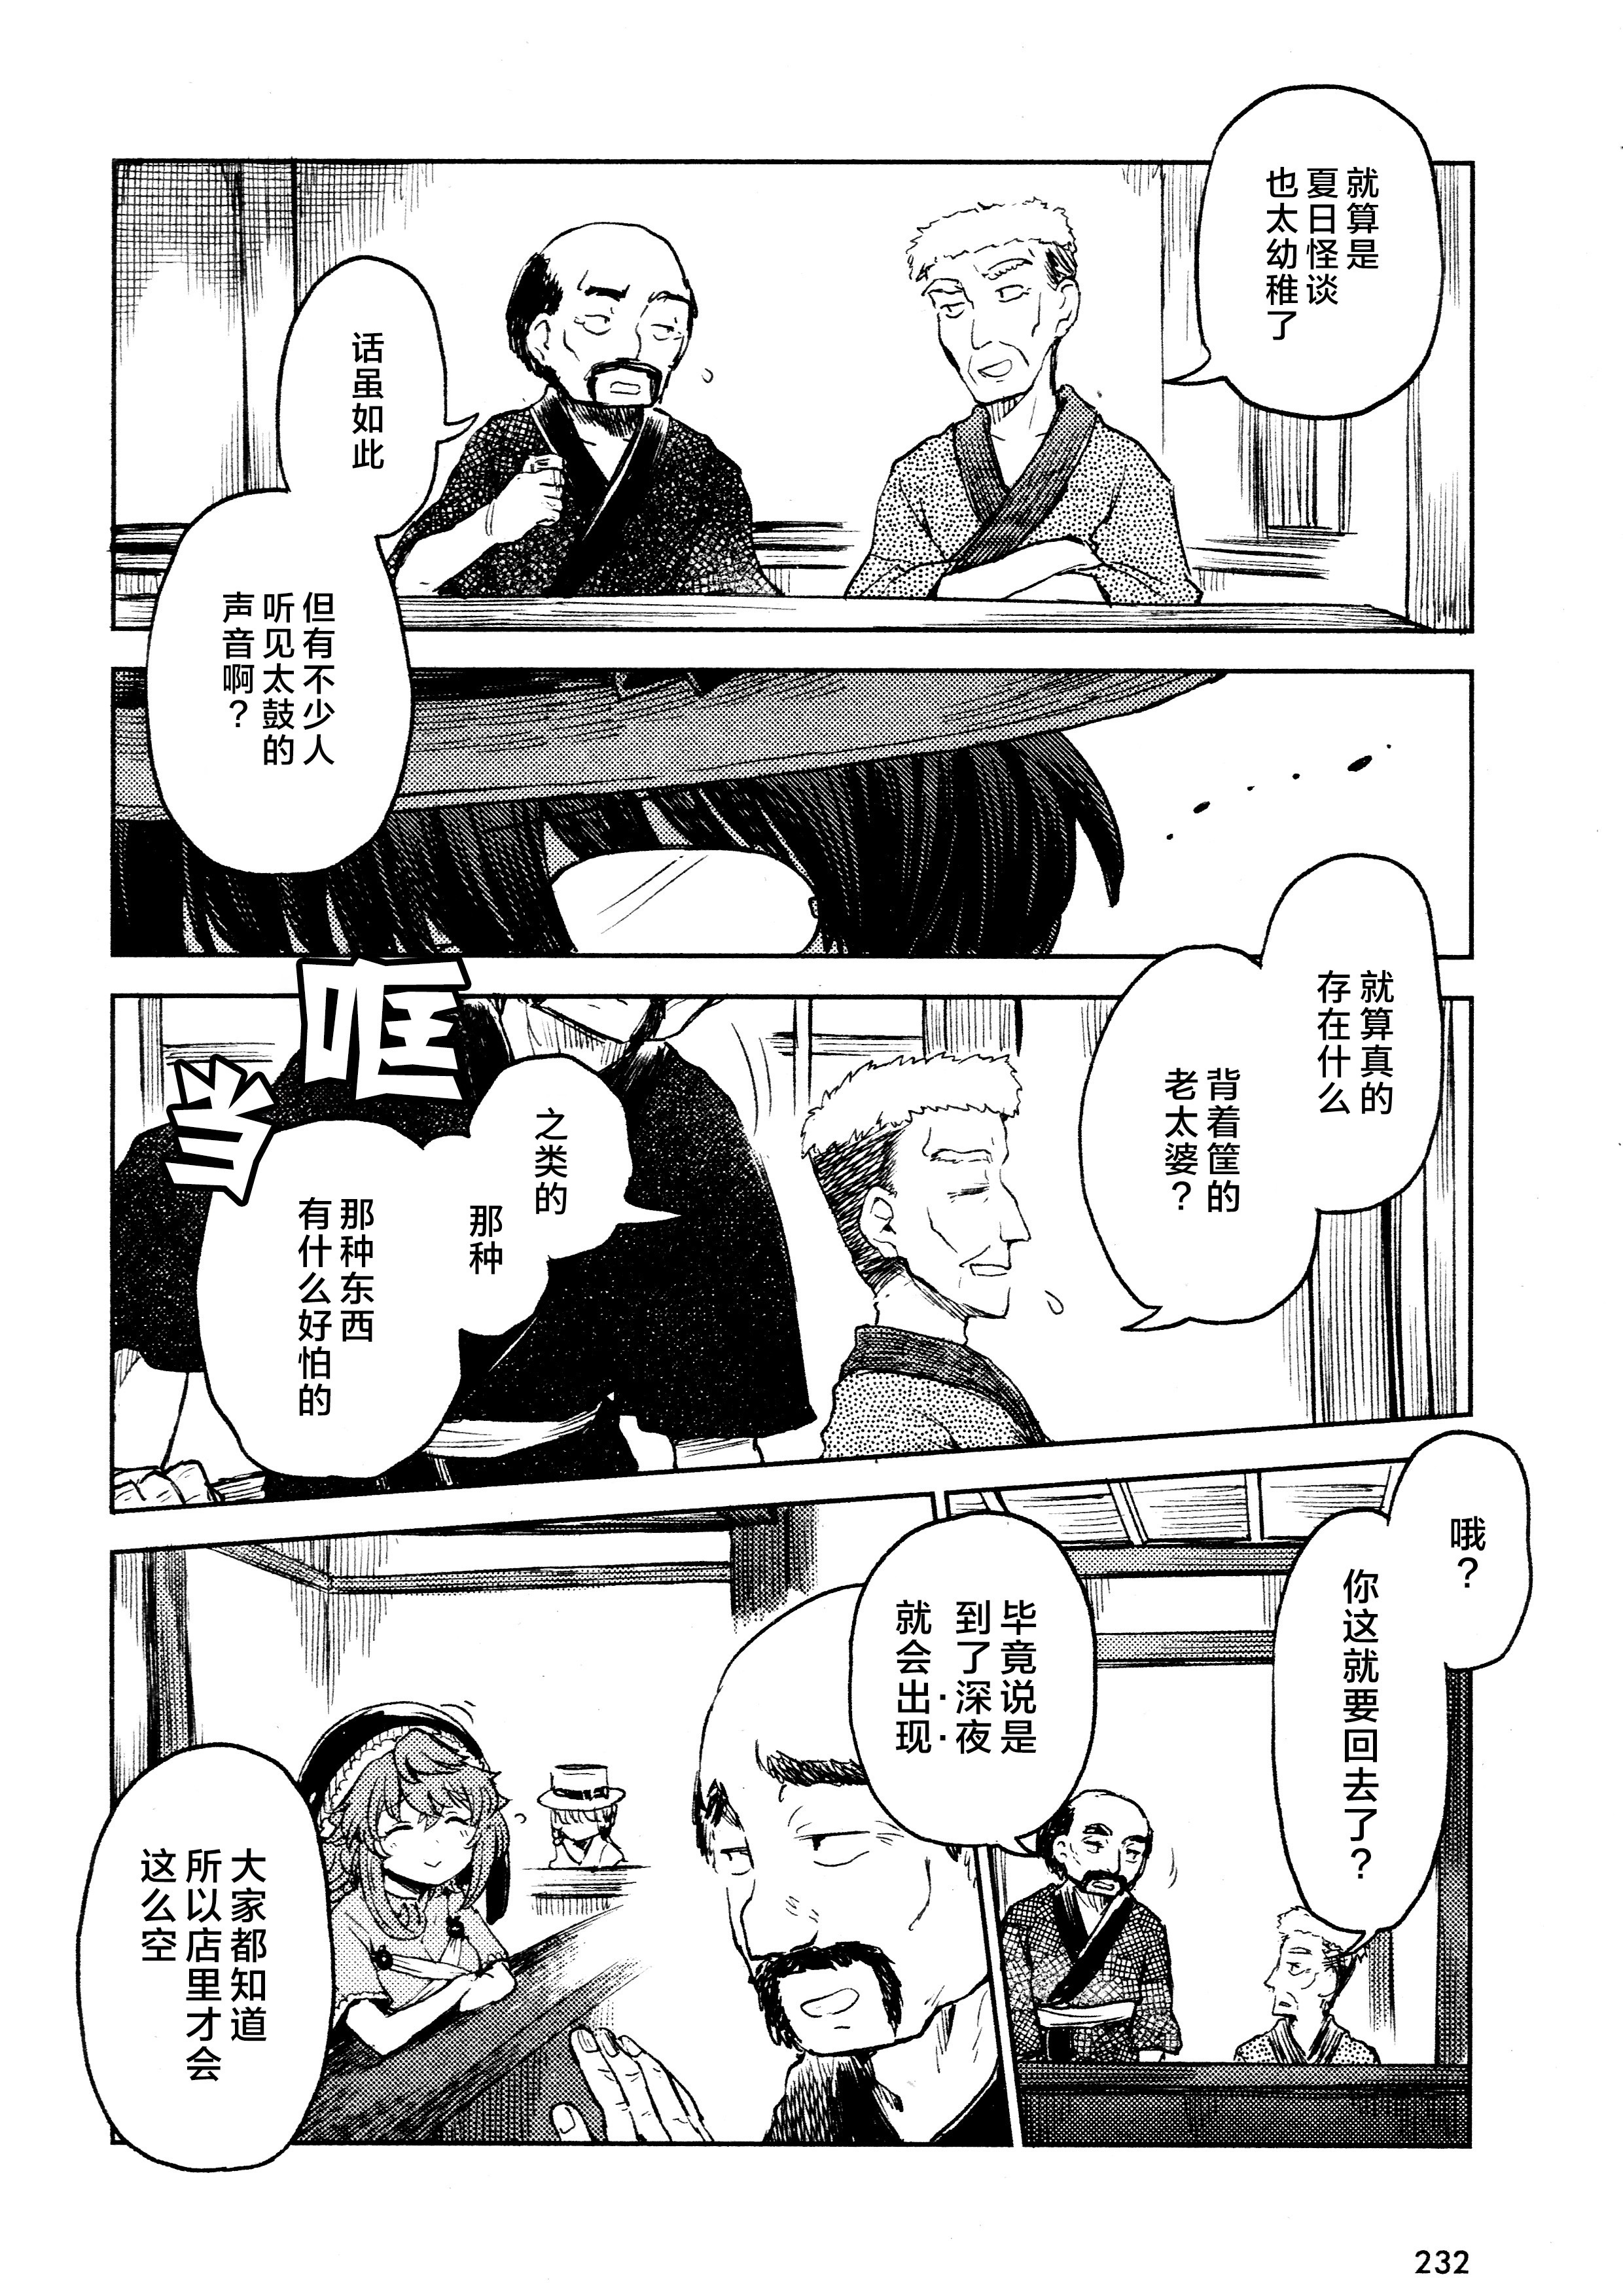 就算是
夏日怪谈
也太幼稚了
话虽如此
但有不少人
听见太鼓的
声音啊？
就算真的
存在什么
背着筐的
老太婆？
之类的
那种
那种东西
有什么好怕的
哐
当
哦？
你这就要回去了？
毕竟说是
到了深夜
就会出现
大家都知道
所以店里才会
这么空
232